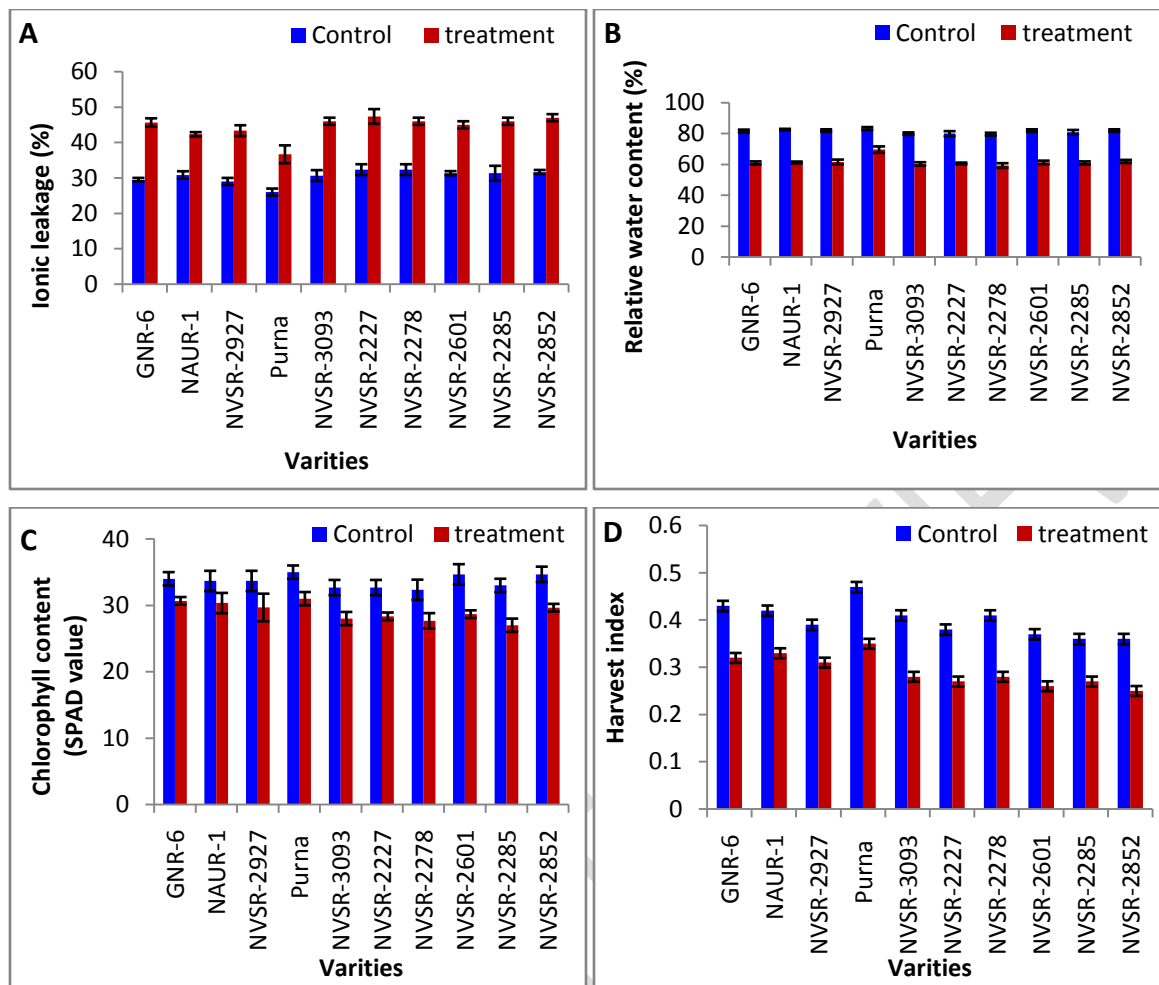 A
Control treatment
Ionic leakage (%)
60
50
40
30
20
10
0
GNR-6
NAUR-1
NVSR-2927
Purna
NVSR-3093
NVSR-2227
NVSR-2278
NVSR-2601
NVSR-2285
NVSR-2852
Varities
B
Control treatment
Relative water content (%)
100
80
60
40
20
0
GNR-6
NAUR-1
NVSR-2927
Purna
NVSR-3093
NVSR-2227
NVSR-2278
NVSR-2601
NVSR-2285
NVSR-2852
Varities
C
Control treatment
Chlorophyll content
(SPAD value)
40
30
20
10
0
GNR-6
NAUR-1
NVSR-2927
Purna
NVSR-3093
NVSR-2227
NVSR-2278
NVSR-2601
NVSR-2285
NVSR-2852
Varities
D
Control treatment
Harvest index
0.6
0.5
0.4
0.3
0.2
0.1
0
GNR-6
NAUR-1
NVSR-2927
Purna
NVSR-3093
NVSR-2227
NVSR-2278
NVSR-2601
NVSR-2285
NVSR-2852
Varities